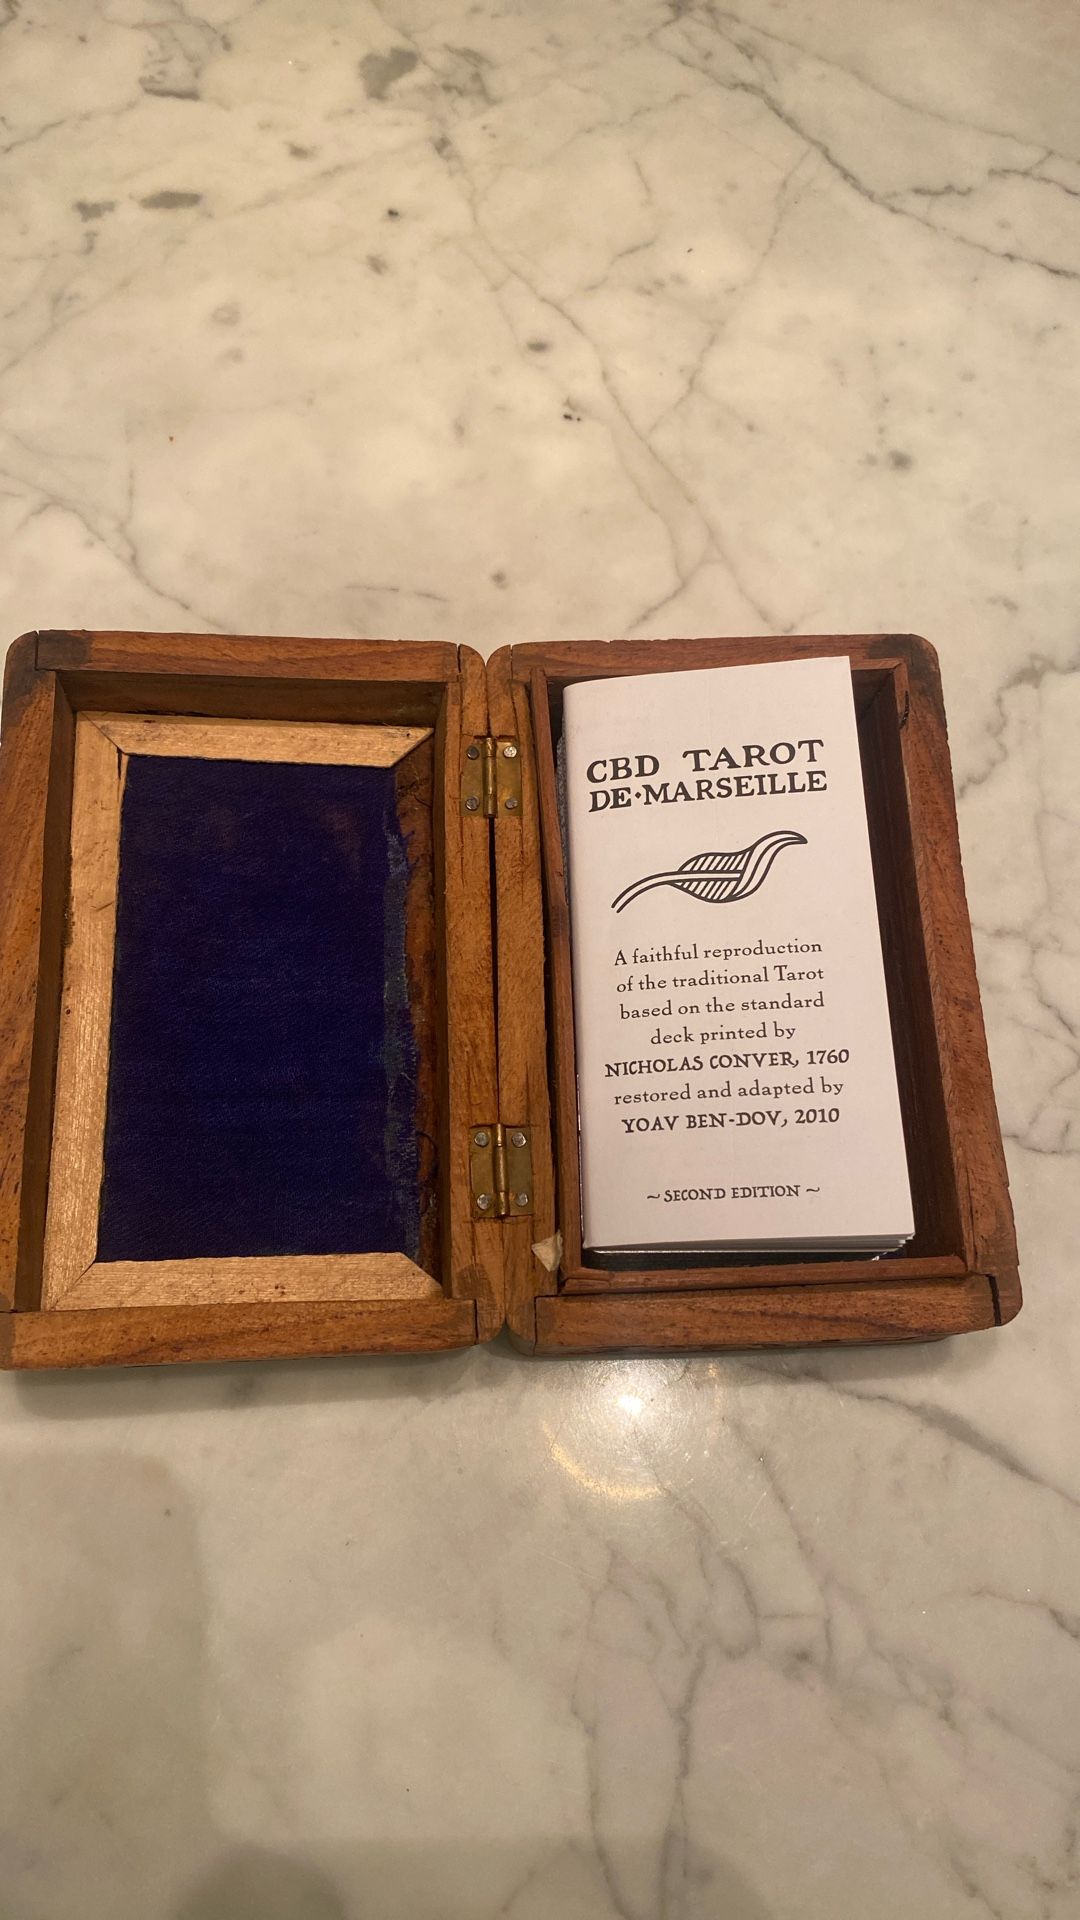 CBD TAROT
DE·MARSEILLE
A faithful reproduction
of the traditional Tarot
based on the standard
deck printed by
NICHOLAS CONVER, 1760
restored and adapted by
YOAV BEN-DOV, 2010
~ SECOND EDITION ~